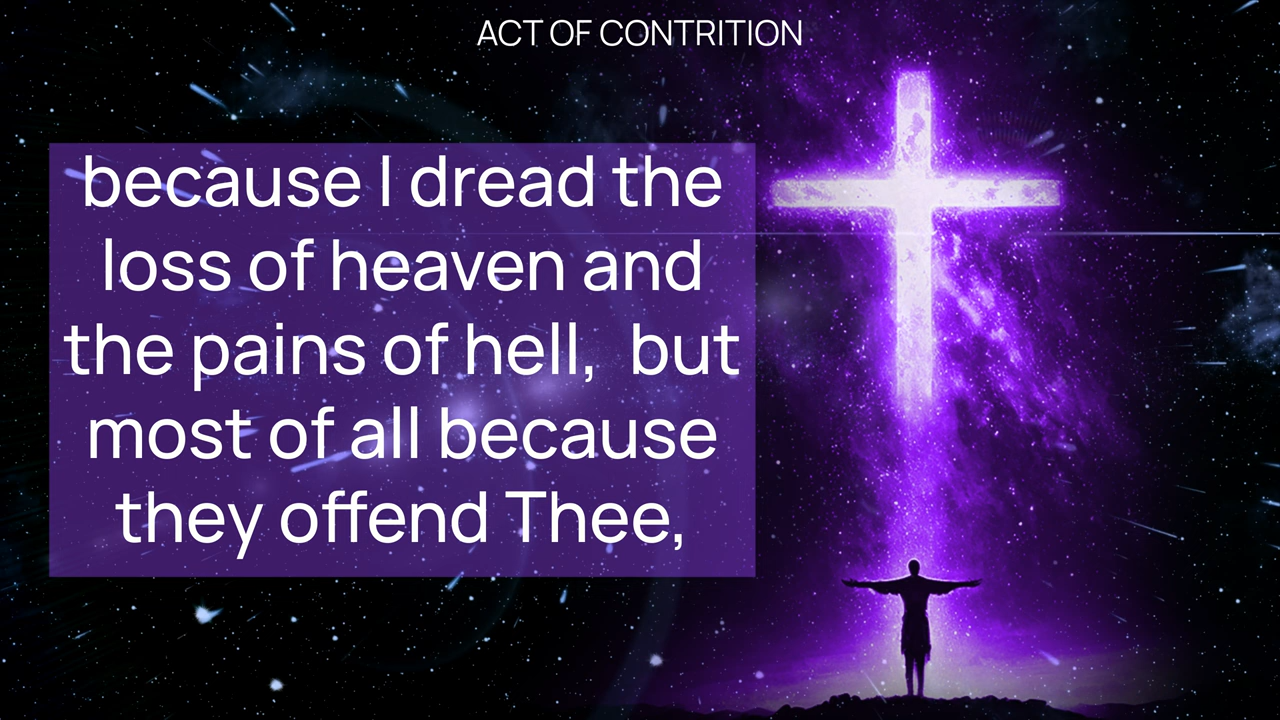 ACT OF CONTRITION
because I dread the
loss of heaven and
the pains of hell,  but
most of all because
they offend Thee,